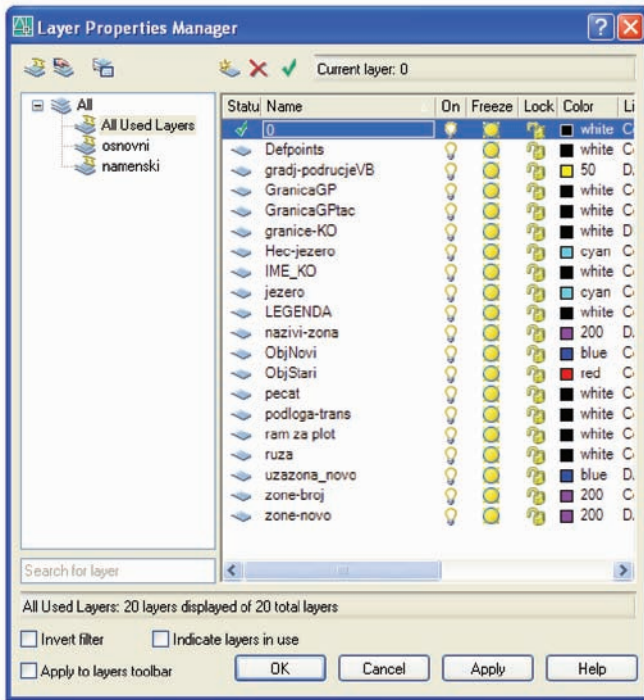 Layer Properties Manager
Current layer: 0
All
All Used Layers
osnovni
namenski
Search for layer
Statu Name On Freeze Lock Color Li
0 white C
Defpoints white C
gradj-podrucjeVB 50 D
GranicaGP white C
GranicaGPtac white C
granice-KO white D
Hec-jezero cyan C
IME_KO white C
jezero cyan C
LEGENDA white C
nazivi-zona 200 D
ObjNovi blue C
ObjStari red C
pecat white C
podloga-trans white C
ram za plot white C
ruza white C
uzazona_novo blue D
zone-broj 200 C
zone-novo 200 D
All Used Layers: 20 layers displayed of 20 total layers
Invert filter Indicate layers in use
Apply to layers toolbar OK Cancel Apply Help